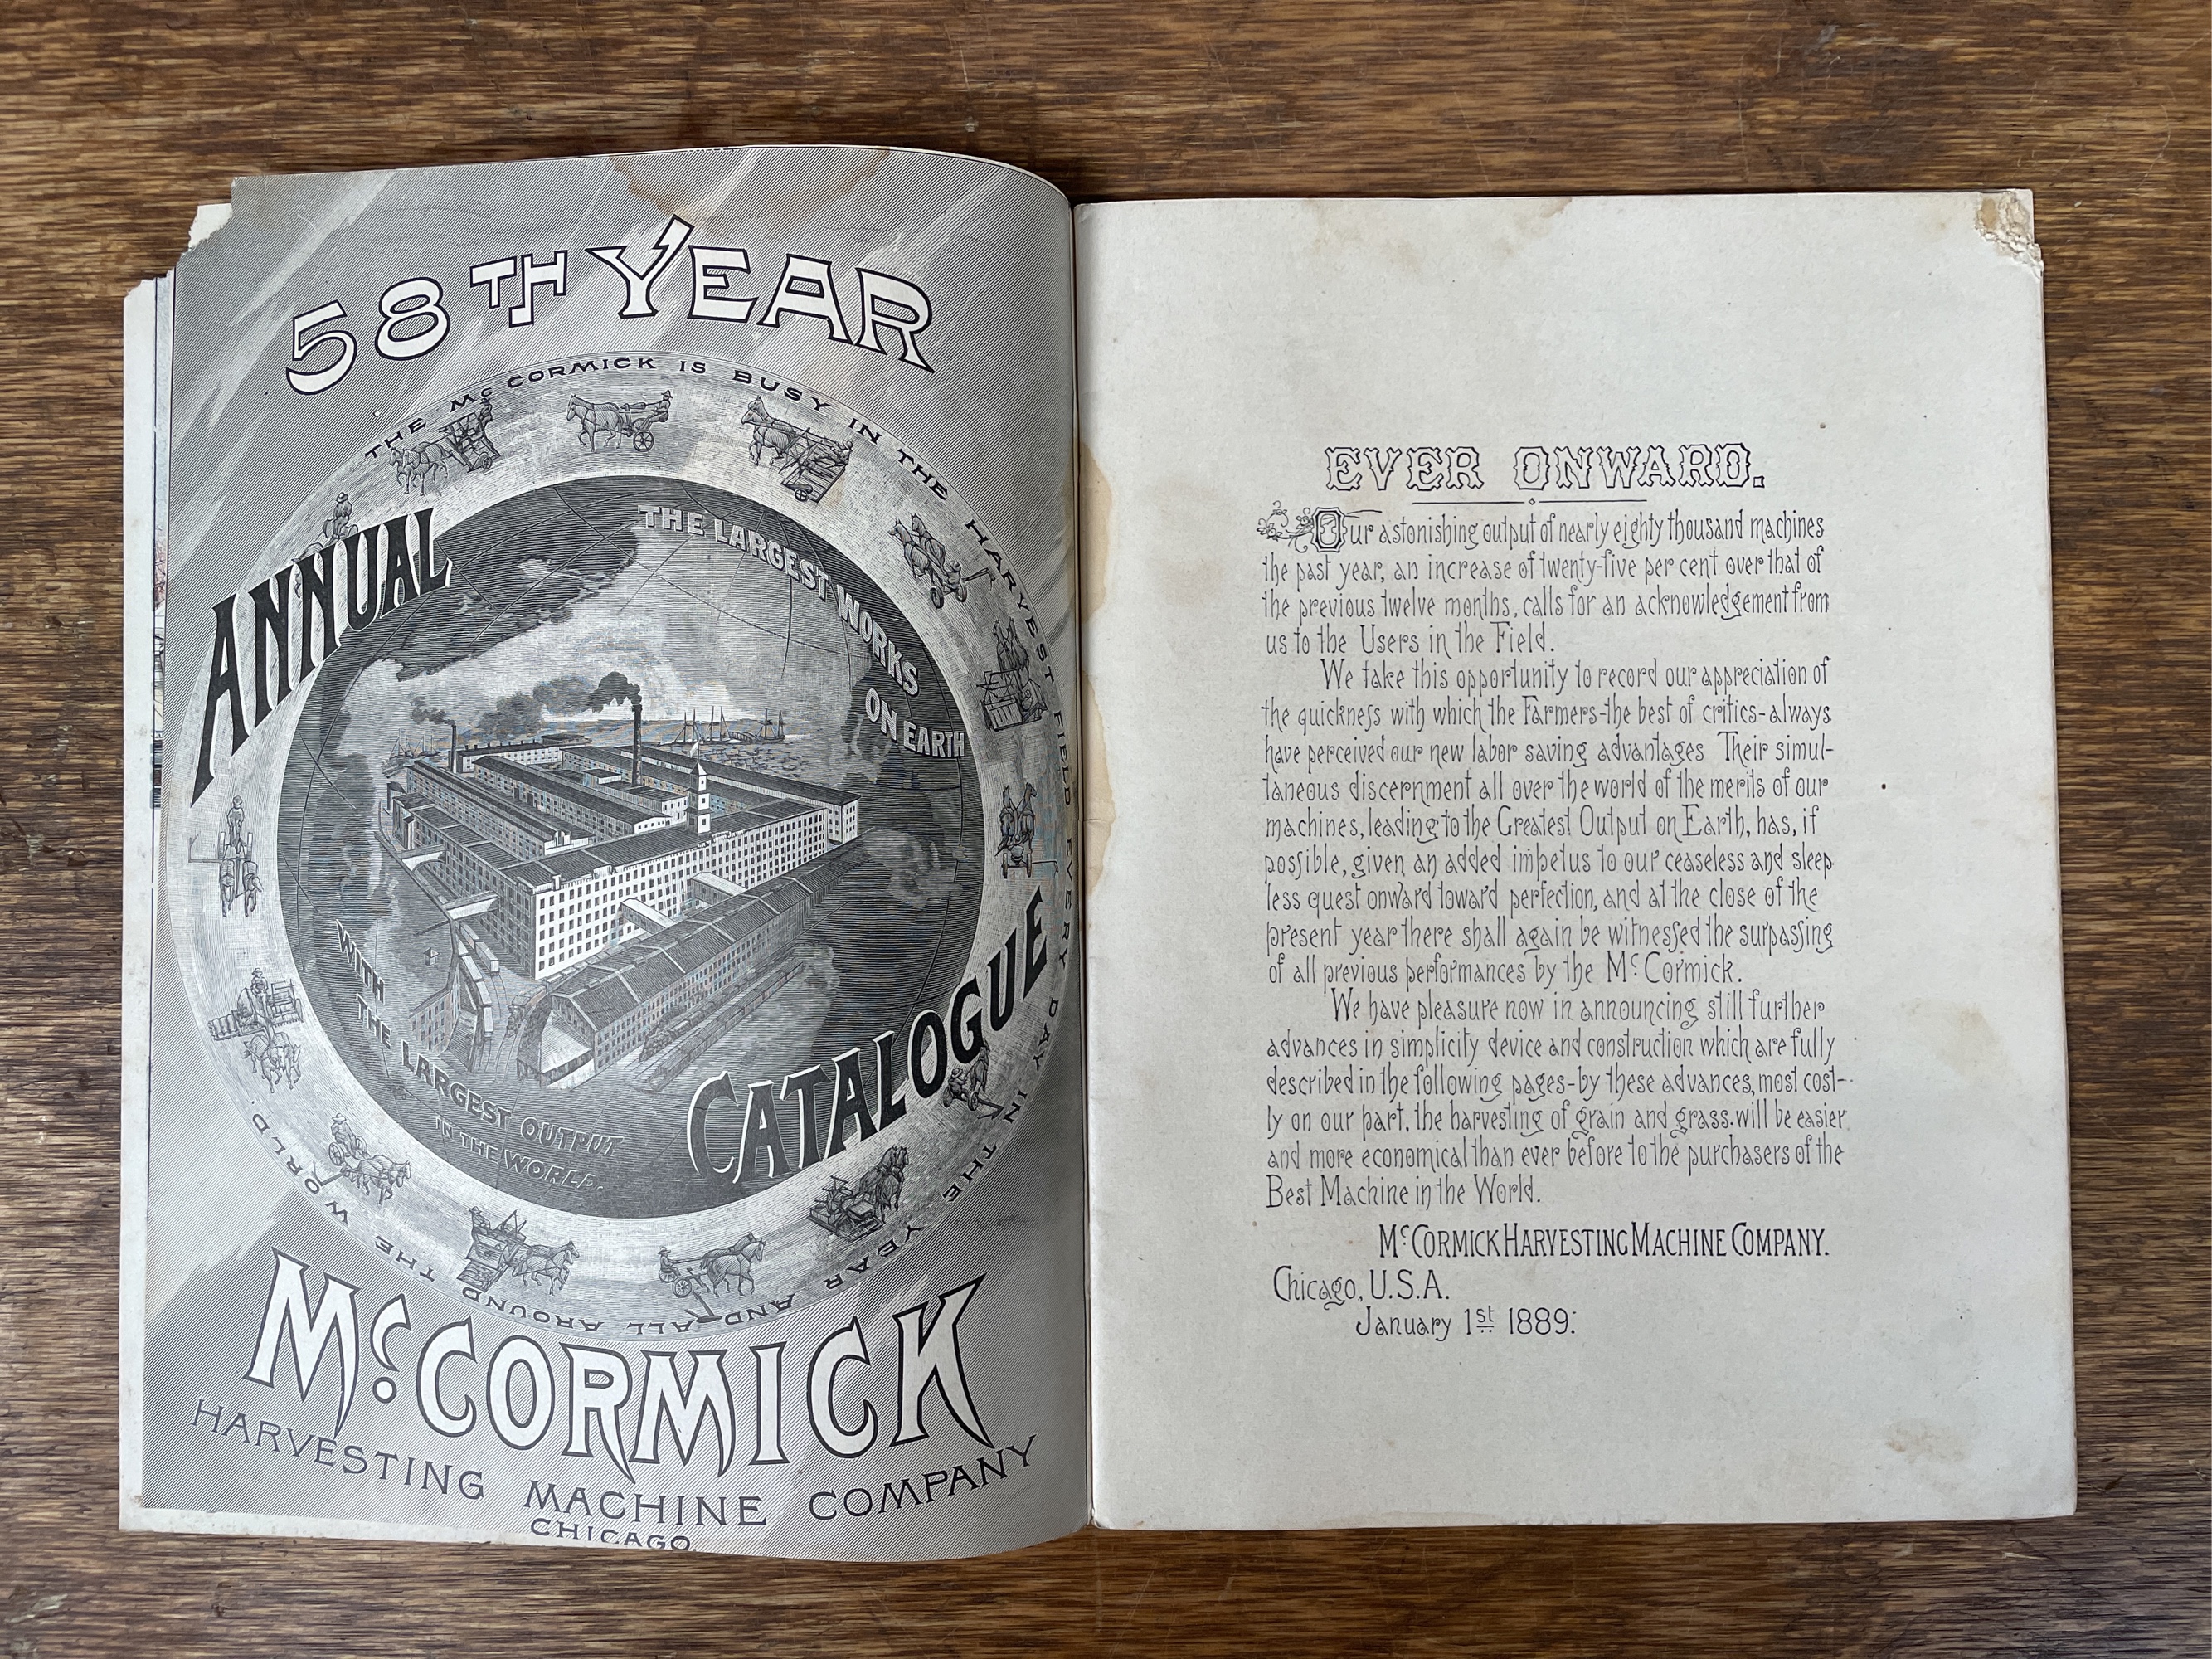 58TH YEAR
THE McCORMICK IS BUSY IN THE HARVEST FIELD EVERY DAY IN THE YEAR AND ALL AROUND THE WORLD.
ANNUAL
THE LARGEST WORKS
ON EARTH
WITH
THE LARGEST OUTPUT
IN THE WORLD.
CATALOGUE
McCORMICK
HARVESTING MACHINE COMPANY
CHICAGO.
EVER ONWARD.
Our astonishing output of nearly eighty thousand machines
the past year, an increase of twenty-five per cent over that of
the previous twelve months, calls for an acknowledgement from
us to the Users in the Field.
We take this opportunity to record our appreciation of
the quickneſs with which the Farmers-the best of critics-always
have perceived our new labor saving advantages Their simul-
taneous discernment all over the world of the merits of our
machines, leading to the Greatest Output on Earth, has, if
poſsible, given an added impetus to our ceaseless and sleep
less quest onward toward perfection, and at the close of the
present year there shall again be witneſsed the surpaſsing
of all previous performances by the McCormick.
We have pleasure now in announcing still further
advances in simplicity device and construction which are fully
described in the following pages-by these advances, most cost-
ly on our part, the harvesting of grain and grass. will be easier
and more economical than ever before to the purchasers of the
Best Machine in the World.
McCORMICK HARVESTING MACHINE COMPANY.
Chicago, U.S.A.
January 1st 1889.